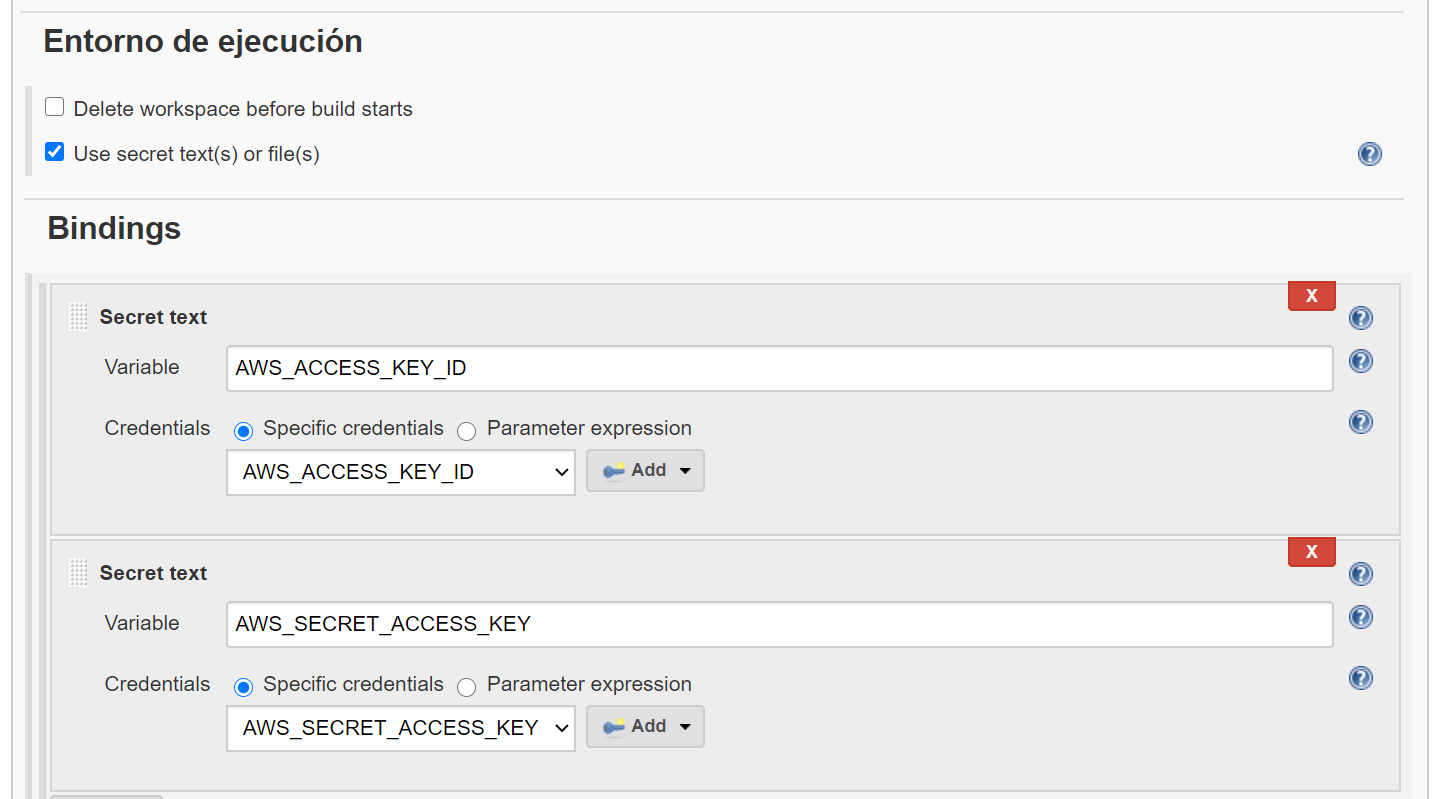 Entorno de ejecución
Delete workspace before build starts
Use secret text(s) or file(s)
?
Bindings
X
Secret text
?
Variable AWS_ACCESS_KEY_ID
?
Credentials Specific credentials Parameter expression
?
AWS_ACCESS_KEY_ID Add
X
Secret text
?
Variable AWS_SECRET_ACCESS_KEY
?
Credentials Specific credentials Parameter expression
?
AWS_SECRET_ACCESS_KEY Add